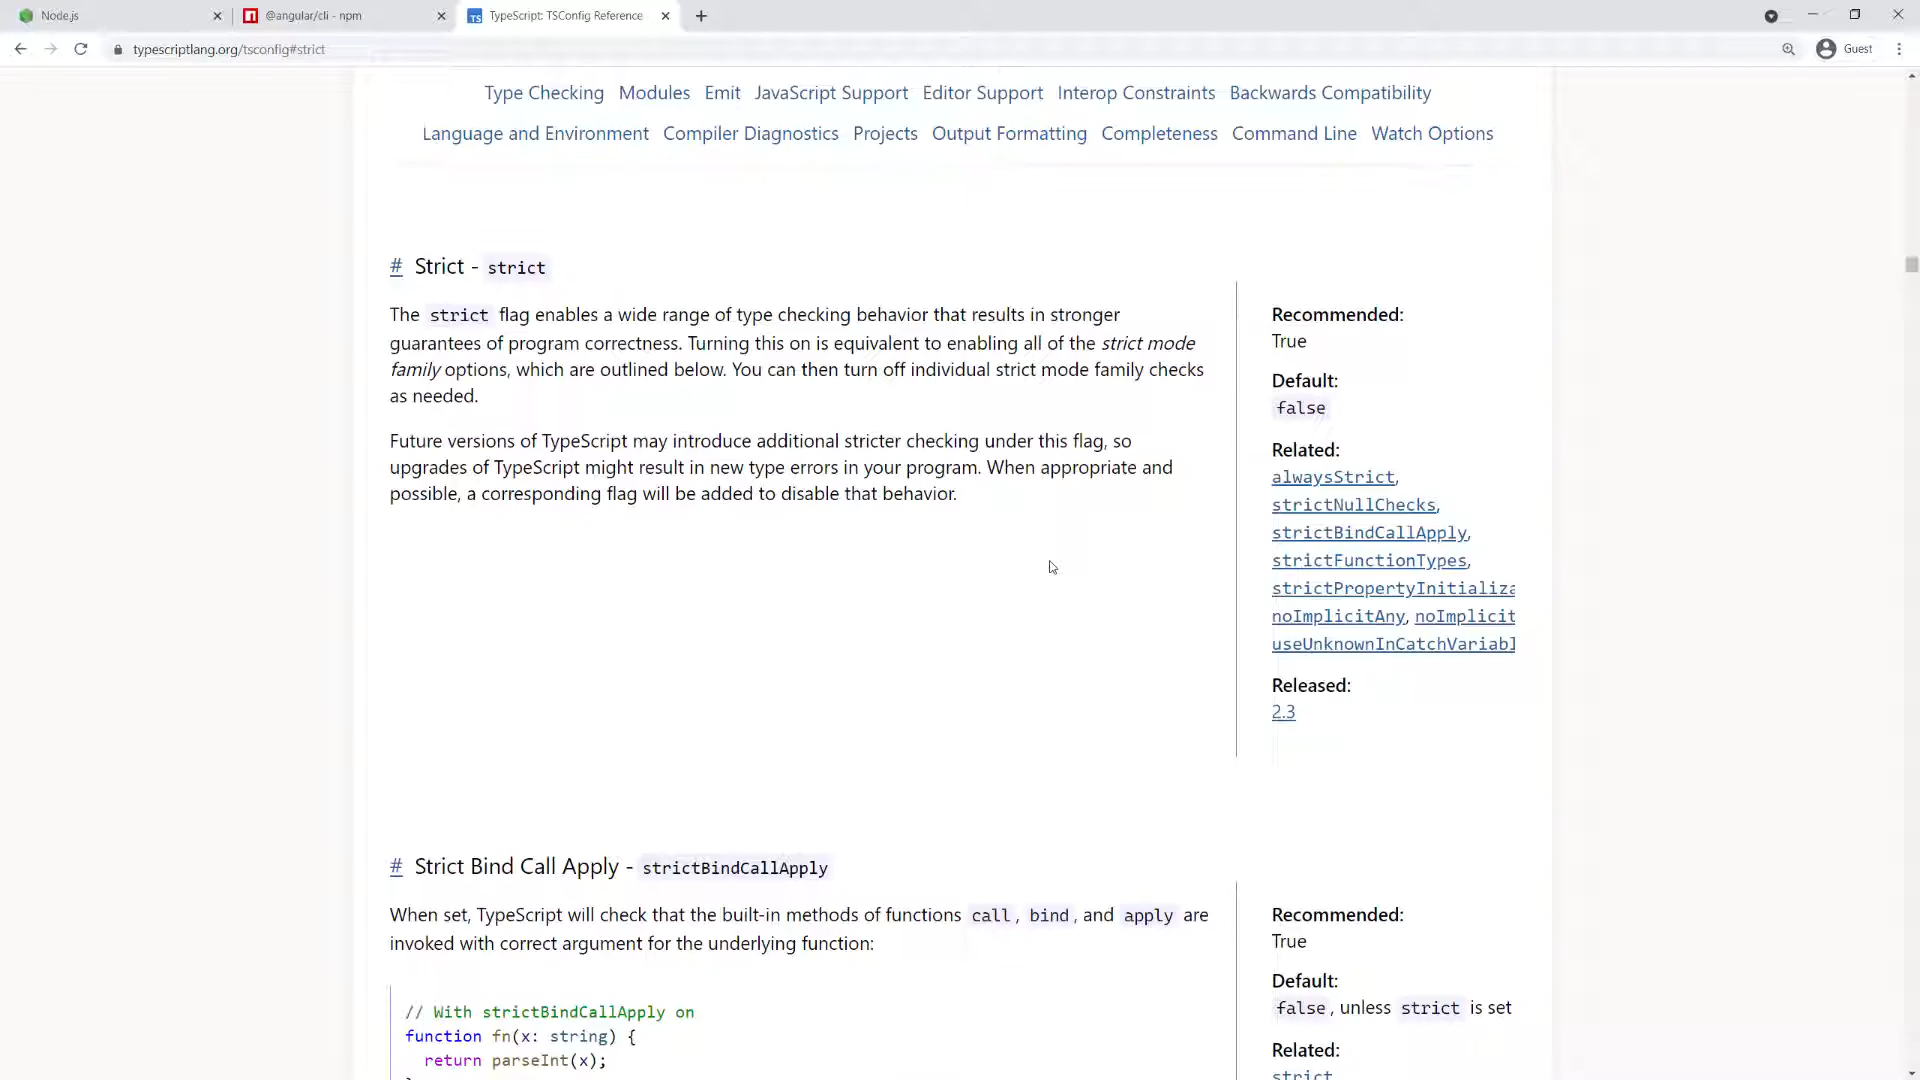 Node.js
@angular/cli - npm
TypeScript: TSConfig Reference
typescriptlang.org/tsconfig#strict
Guest
Type Checking Modules Emit JavaScript Support Editor Support Interop Constraints Backwards Compatibility
Language and Environment Compiler Diagnostics Projects Output Formatting Completeness Command Line Watch Options
# Strict - strict
The strict flag enables a wide range of type checking behavior that results in stronger
guarantees of program correctness. Turning this on is equivalent to enabling all of the strict mode
family options, which are outlined below. You can then turn off individual strict mode family checks
as needed.
Future versions of TypeScript may introduce additional stricter checking under this flag, so
upgrades of TypeScript might result in new type errors in your program. When appropriate and
possible, a corresponding flag will be added to disable that behavior.
Recommended:
True
Default:
false
Related:
alwaysStrict,
strictNullChecks,
strictBindCallApply,
strictFunctionTypes,
strictPropertyInitializa
noImplicitAny, noImplicit
useUnknownInCatchVariabl
Released:
2.3
# Strict Bind Call Apply - strictBindCallApply
When set, TypeScript will check that the built-in methods of functions call, bind, and apply are
invoked with correct argument for the underlying function:
// With strictBindCallApply on
function fn(x: string) {
return parseInt(x);
Recommended:
True
Default:
false, unless strict is set
Related:
strict